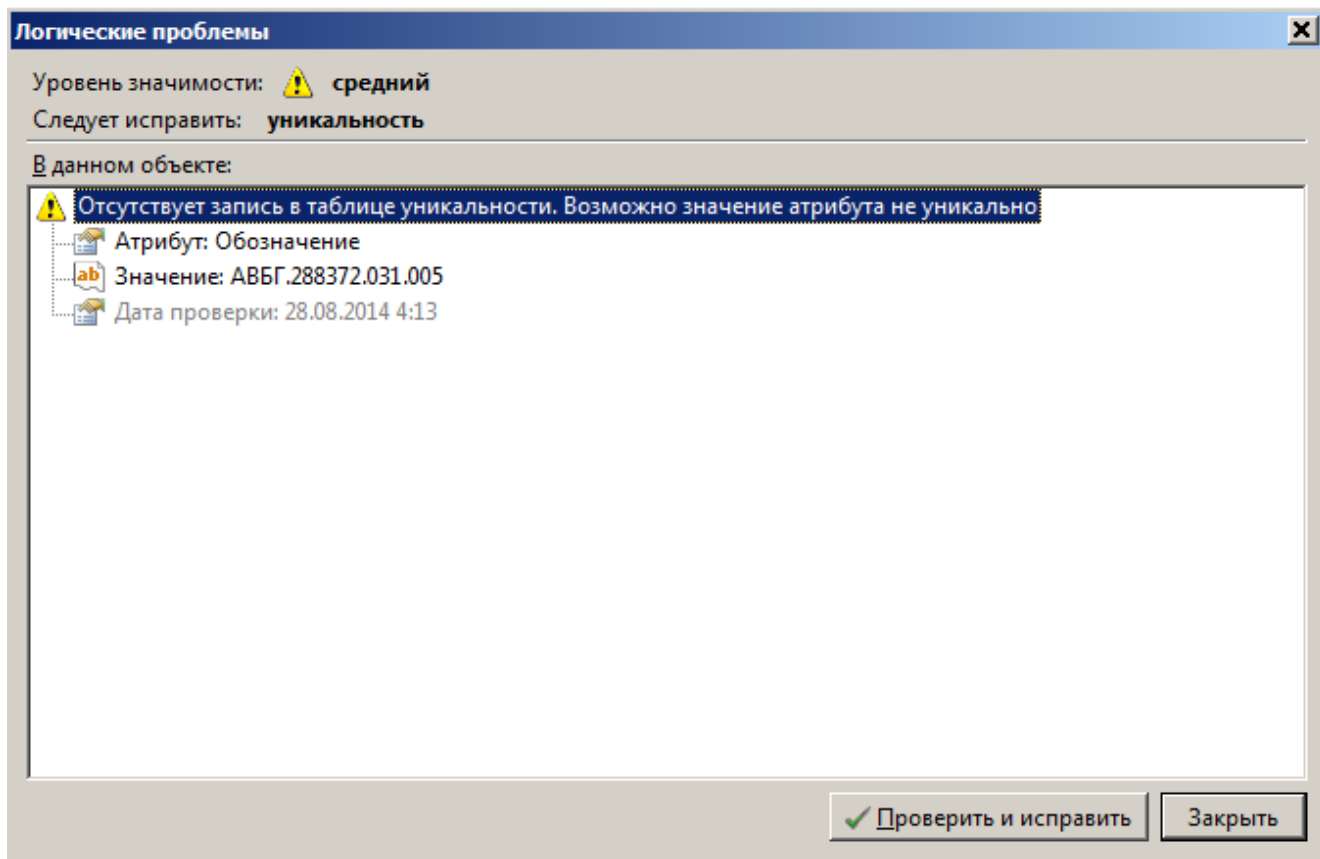 Логические проблемы
Уровень значимости: средний
Следует исправить: уникальность
В данном объекте:
Отсутствует запись в таблице уникальности. Возможно значение атрибута не уникально
Атрибут: Обозначение
ab Значение: АВБГ.288372.031.005
Дата проверки: 28.08.2014 4:13
Проверить и исправить Закрыть